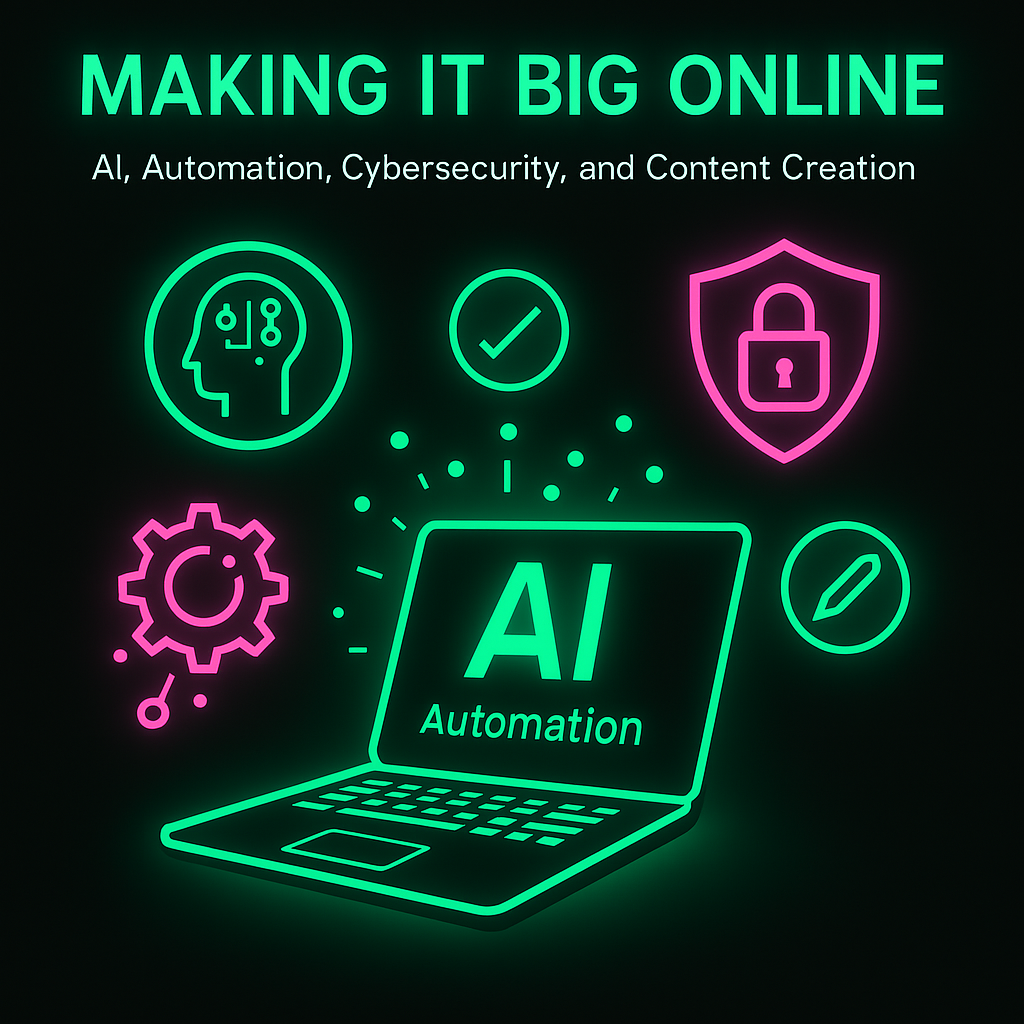 MAKING IT BIG ONLINE
AI, Automation, Cybersecurity, and Content Creation
AI
Automation